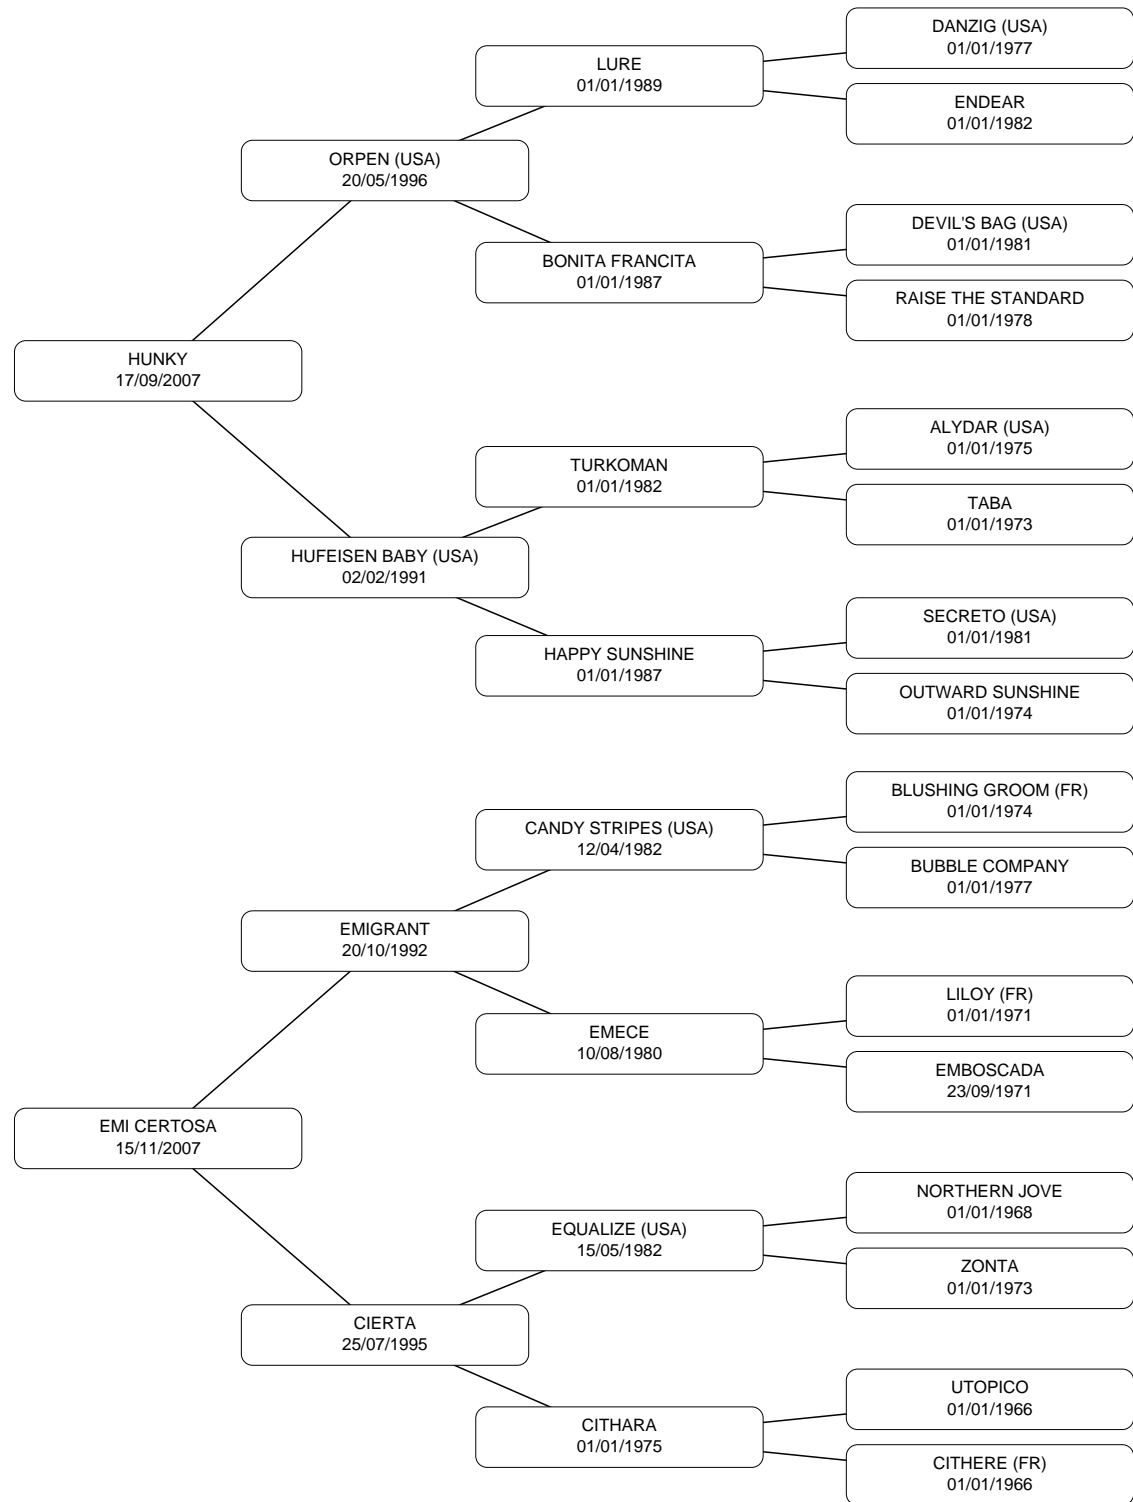 DANZIG (USA)
01/01/1977
LURE
01/01/1989
ENDEAR
01/01/1982
ORPEN (USA)
20/05/1996
DEVIL'S BAG (USA)
01/01/1981
BONITA FRANCITA
01/01/1987
RAISE THE STANDARD
01/01/1978
HUNKY
17/09/2007
ALYDAR (USA)
01/01/1975
TURKOMAN
01/01/1982
TABA
01/01/1973
HUFEISEN BABY (USA)
02/02/1991
SECRETO (USA)
01/01/1981
HAPPY SUNSHINE
01/01/1987
OUTWARD SUNSHINE
01/01/1974
BLUSHING GROOM (FR)
01/01/1974
CANDY STRIPES (USA)
12/04/1982
BUBBLE COMPANY
01/01/1977
EMIGRANT
20/10/1992
LILOY (FR)
01/01/1971
EMECE
10/08/1980
EMBOSCADA
23/09/1971
EMI CERTOSA
15/11/2007
NORTHERN JOVE
01/01/1968
EQUALIZE (USA)
15/05/1982
ZONTA
01/01/1973
CIERTA
25/07/1995
UTOPICO
01/01/1966
CITHARA
01/01/1975
CITHERE (FR)
01/01/1966